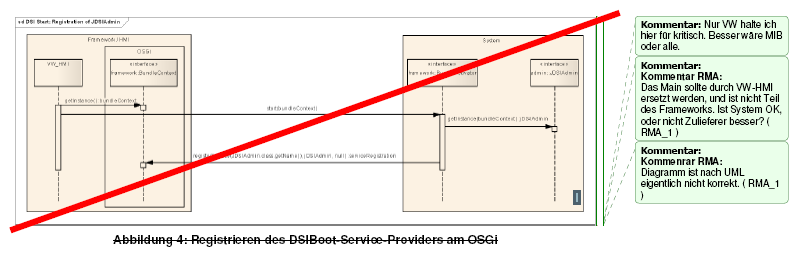 sd DSI Start: Registration of JDSIAdmin
Framework / HMI
OSGi
System
VW_HMI
«interface»
framework::BundleContext
«interface»
«interface»
admin::JDSIAdmin
getInstance(): bundleContext
start(bundleContext)
getInstance(bundleContext): JDSIAdmin
Abbildung 4: Registrieren des DSIBoot-Service-Providers am OSGi
Kommentar: Nur VW halte ich
hier für kritisch. Besser wäre MIB
oder alle.
Kommentar:
Kommentar RMA:
Das Main sollte durch VW-HMI
ersetzt werden, und ist nicht Teil
des Frameworks. Ist System OK,
oder nicht Zulieferer besser? (
RMA_1 )
Kommentar:
Kommenrar RMA:
Diagramm ist nach UML
eigentlich nicht korrekt. ( RMA_1
)